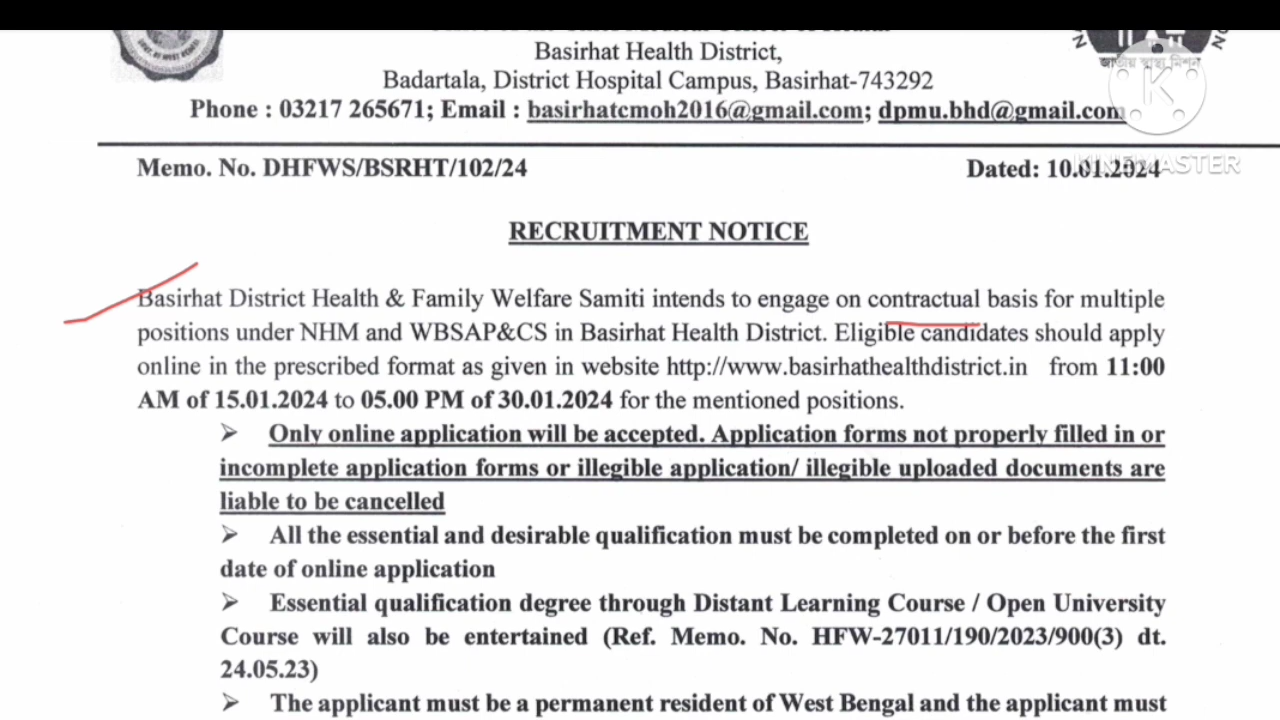 Basirhat Health District,
Badartala, District Hospital Campus, Basirhat-743292
জাতীয় স্বাস্থ্য মিশন
Phone : 03217 265671; Email : basirhatcmoh2016@gmail.com; dpmu.bhd@gmail.com
K
KINEMASTER
Memo. No. DHFWS/BSRHT/102/24 Dated: 10.01.2024
RECRUITMENT NOTICE
Basirhat District Health & Family Welfare Samiti intends to engage on contractual basis for multiple
positions under NHM and WBSAP&CS in Basirhat Health District. Eligible candidates should apply
online in the prescribed format as given in website http://www.basirhathealthdistrict.in from 11:00
AM of 15.01.2024 to 05.00 PM of 30.01.2024 for the mentioned positions.
➢ Only online application will be accepted. Application forms not properly filled in or
incomplete application forms or illegible application/ illegible uploaded documents are
liable to be cancelled
➢ All the essential and desirable qualification must be completed on or before the first
date of online application
➢ Essential qualification degree through Distant Learning Course / Open University
Course will also be entertained (Ref. Memo. No. HFW-27011/190/2023/900(3) dt.
24.05.23)
➢ The applicant must be a permanent resident of West Bengal and the applicant must